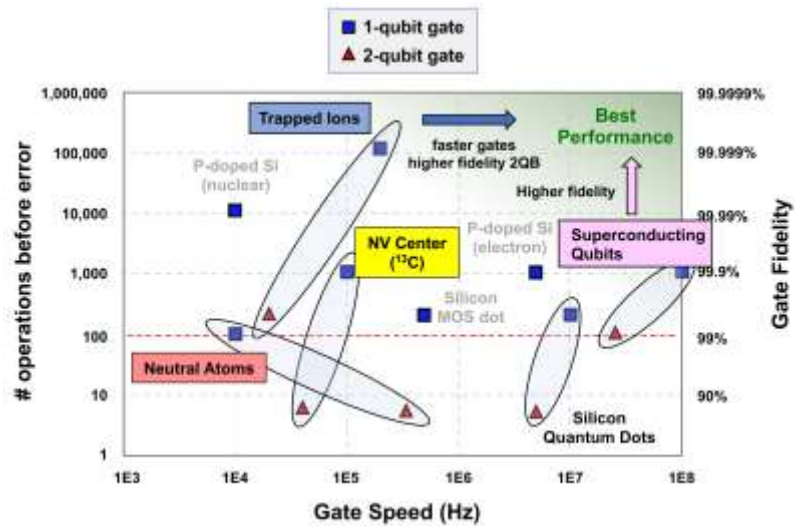 1-qubit gate
2-qubit gate
1,000,000
100,000
10,000
1,000
100
10
1
# operations before error
99.9999%
99.999%
99.99%
99.9%
99%
90%
Gate Fidelity
Trapped Ions
faster gates
higher fidelity 2QB
Best
Performance
P-doped Si
(nuclear)
Higher fidelity
NV Center
(¹³C)
P-doped Si
(electron)
Superconducting
Qubits
Silicon
MOS dot
Neutral Atoms
Silicon
Quantum Dots
1E3
1E4
1E5
1E6
1E7
1E8
Gate Speed (Hz)